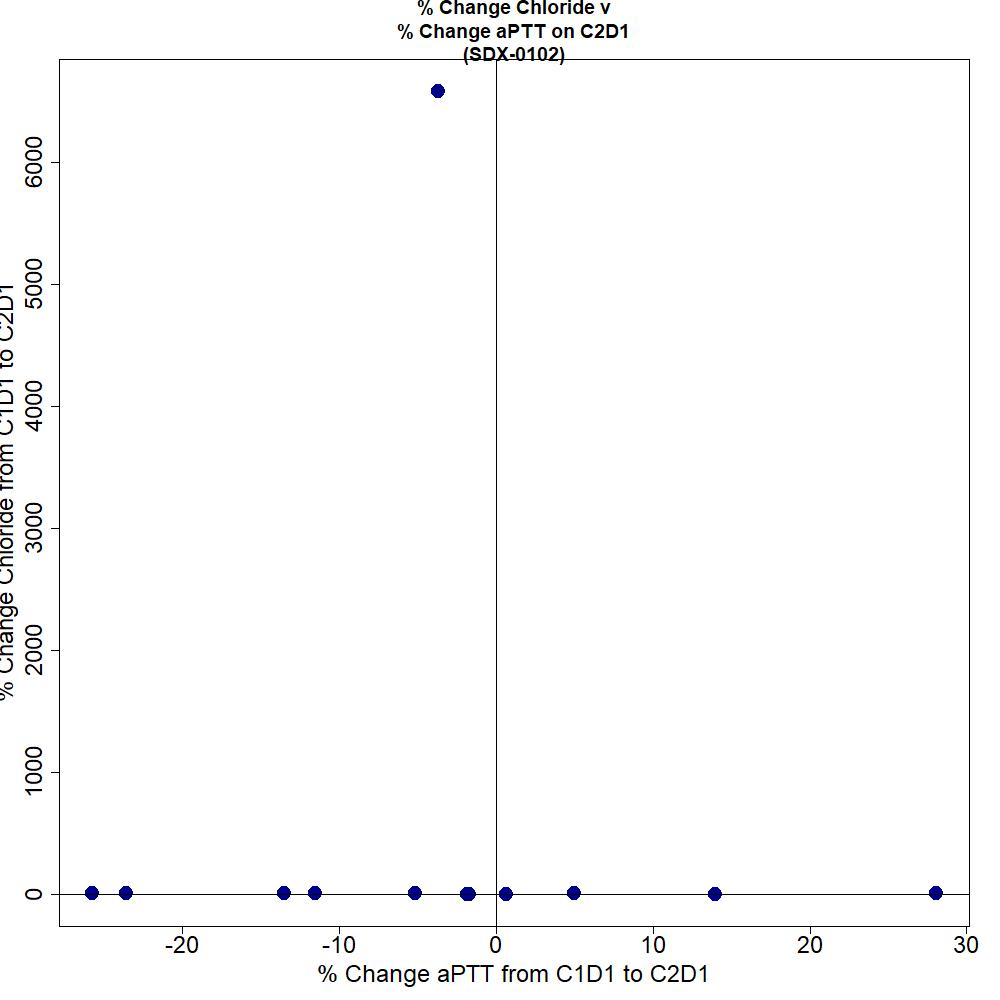 % Change Chloride v
% Change aPTT on C2D1
(SDX-0102)
% Change Chloride from C1D1 to C2D1
6000
5000
4000
3000
2000
1000
0
-20
-10
0
10
20
30
% Change aPTT from C1D1 to C2D1